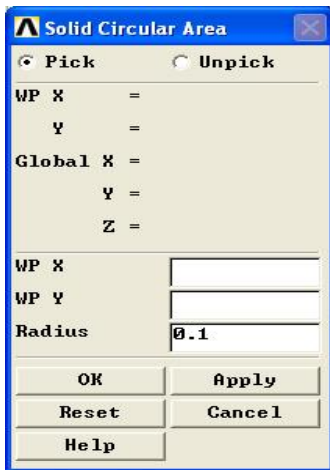 Solid Circular Area
Pick Unpick
WP X =
Y =
Global X =
Y =
Z =
WP X
WP Y
Radius 0.1
OK Apply
Reset Cancel
Help